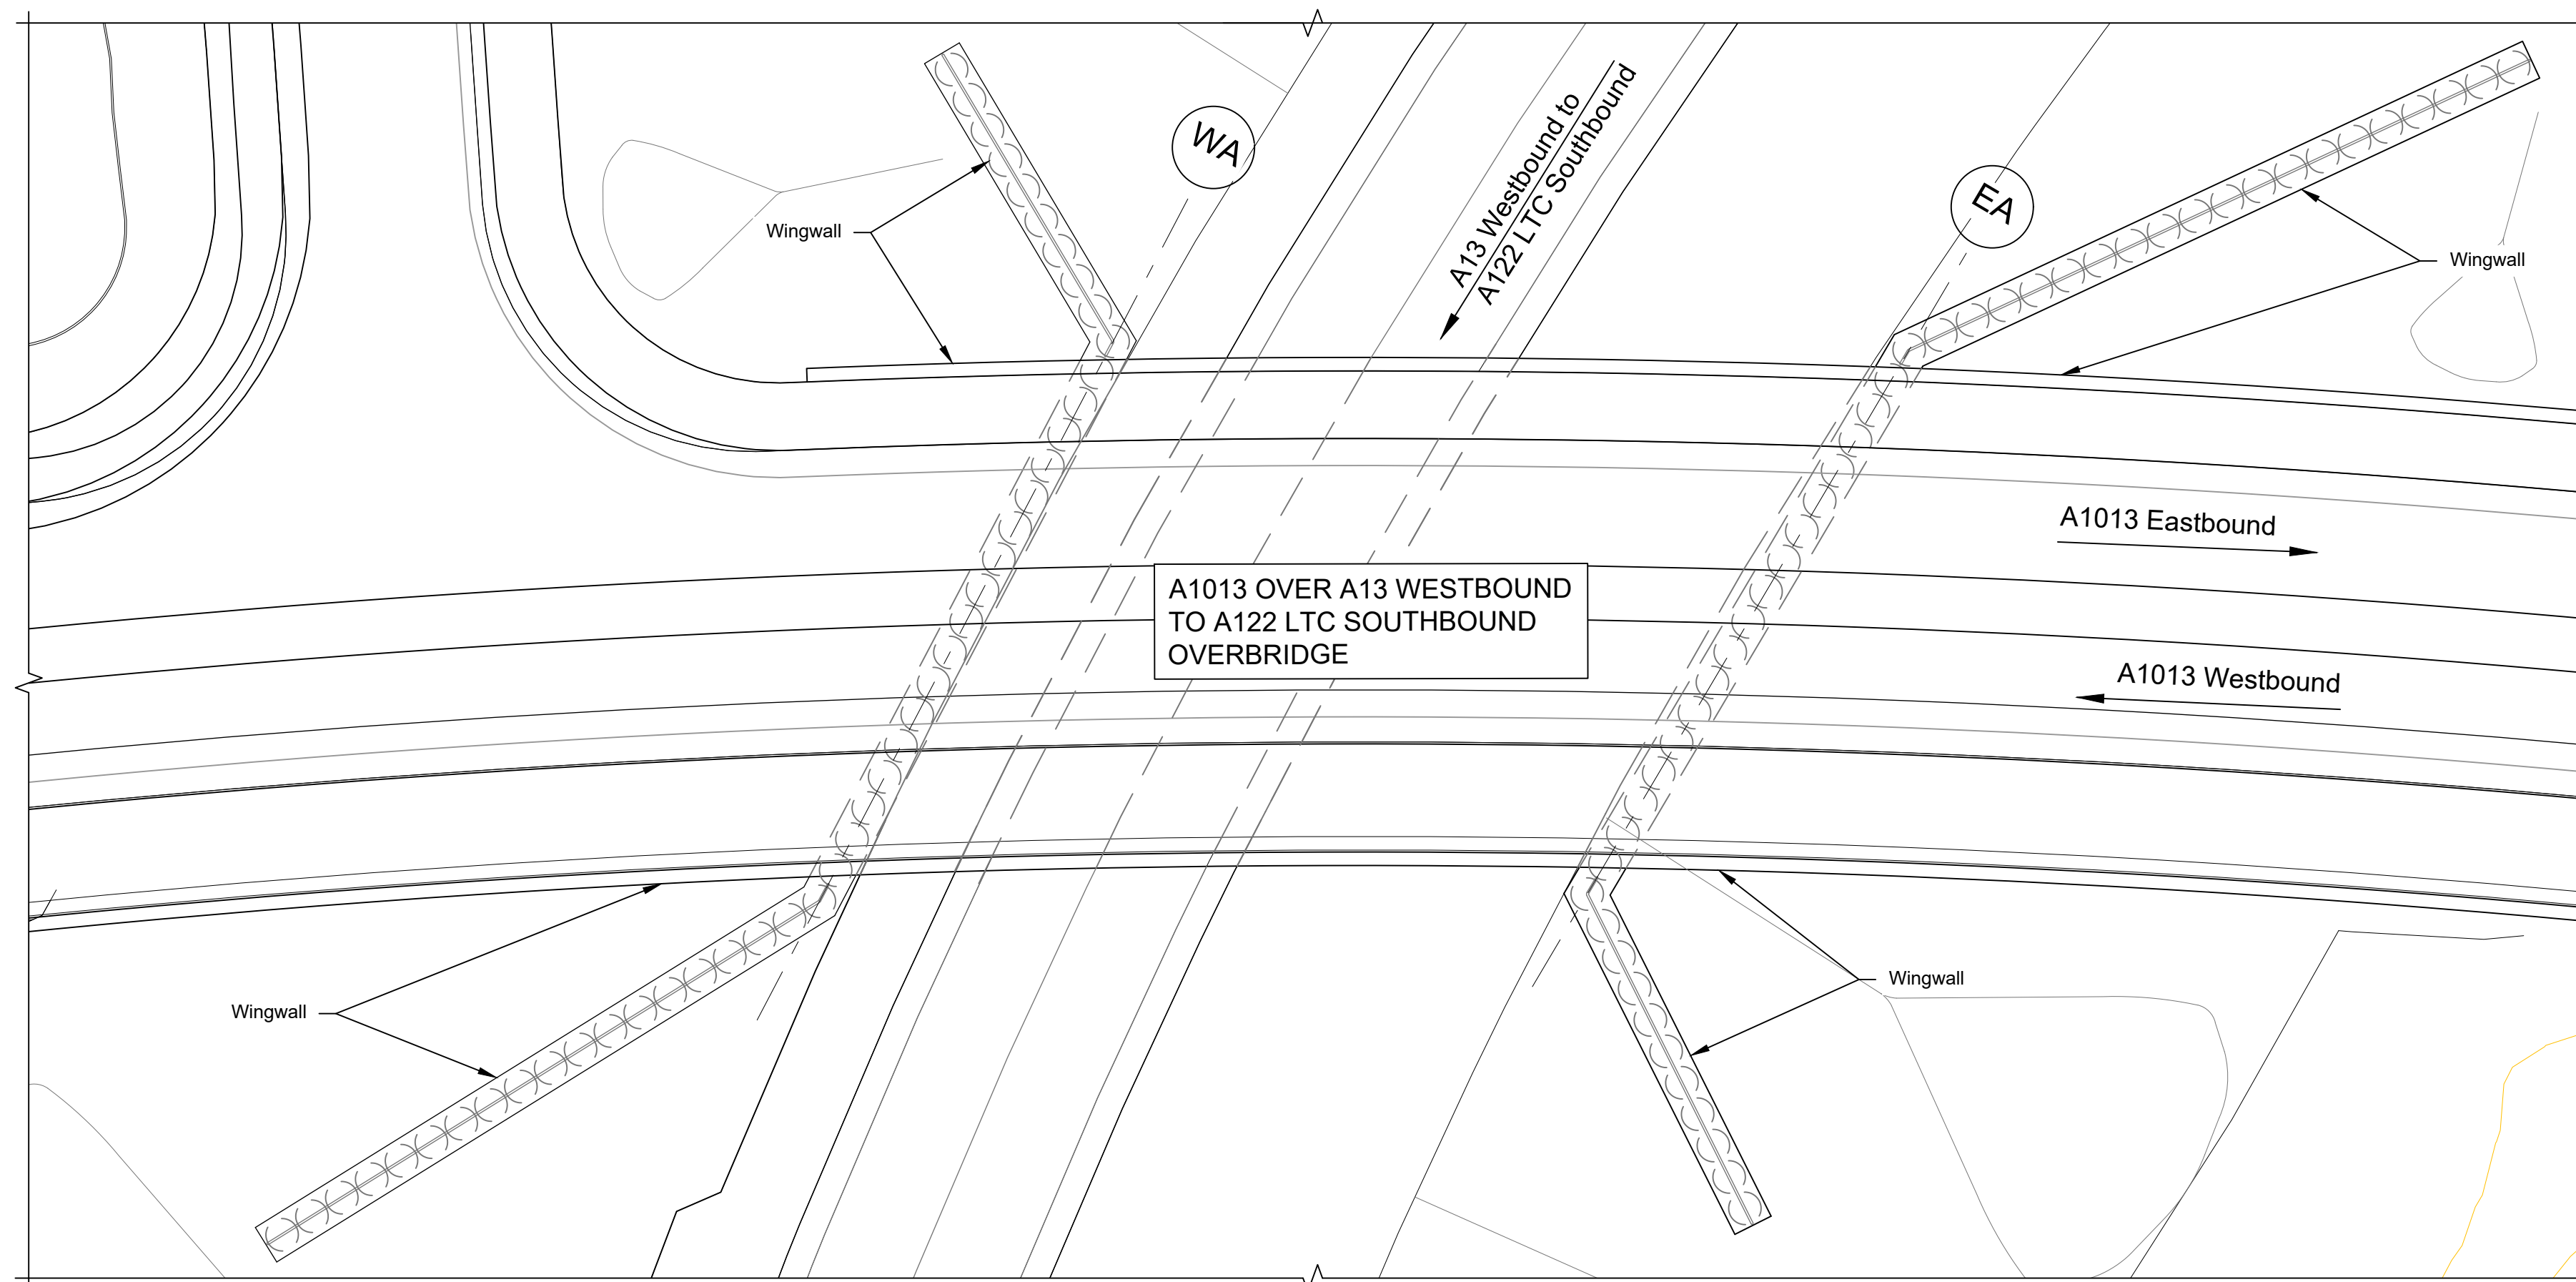 WA
A13 Westbound to
A122 LTC Southbound
EA
Wingwall
Wingwall
A1013 Eastbound
A1013 OVER A13 WESTBOUND
TO A122 LTC SOUTHBOUND
OVERBRIDGE
A1013 Westbound
Wingwall
Wingwall